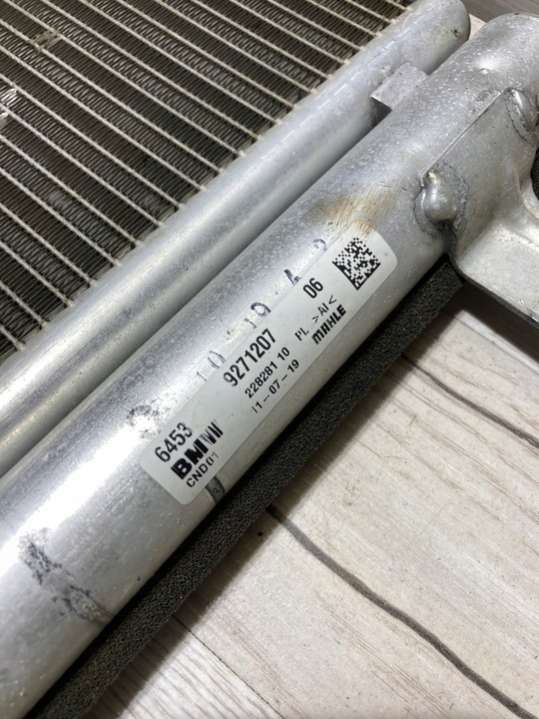 6453 9271207 06
BMW 228281 10 PL >Al<
CND01 11-07-19 MAHLE